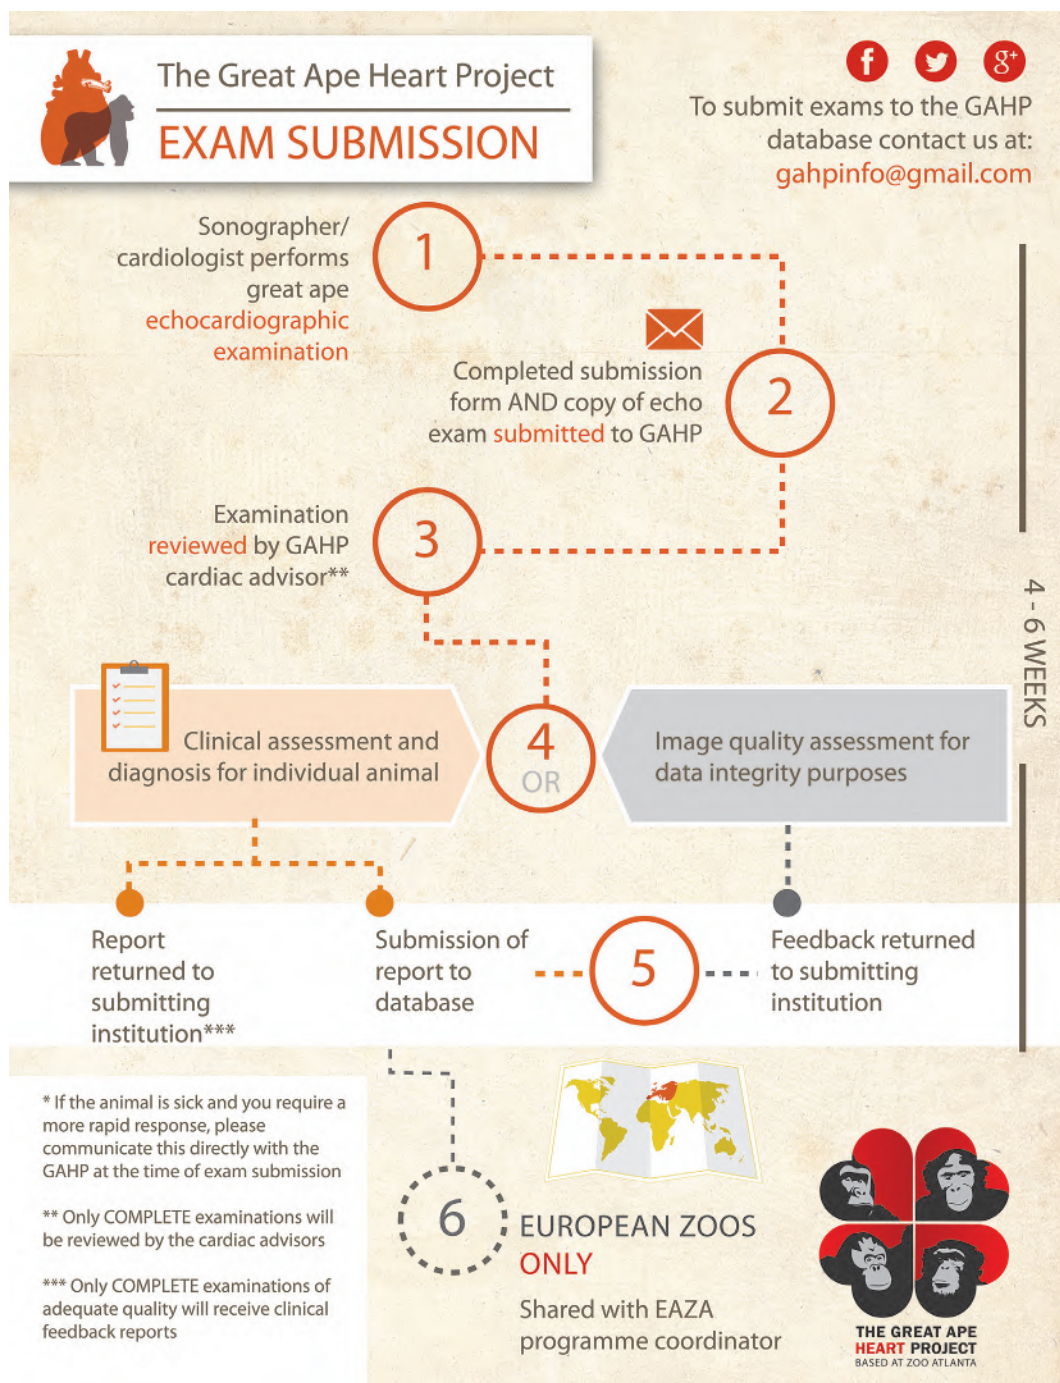 The Great Ape Heart Project
EXAM SUBMISSION
f
g+
To submit exams to the GAHP
database contact us at:
gahpinfo@gmail.com
Sonographer/
cardiologist performs
great ape
echocardiographic
examination
1
Completed submission
form AND copy of echo
exam submitted to GAHP
2
Examination
reviewed by GAHP
cardiac advisor**
3
4 - 6 WEEKS
Clinical assessment and
diagnosis for individual animal
4
OR
Image quality assessment for
data integrity purposes
Report
returned to
submitting
institution***
Submission of
report to
database
5
Feedback returned
to submitting
institution
* If the animal is sick and you require a
more rapid response, please
communicate this directly with the
GAHP at the time of exam submission
** Only COMPLETE examinations will
be reviewed by the cardiac advisors
*** Only COMPLETE examinations of
adequate quality will receive clinical
feedback reports
6
EUROPEAN ZOOS
ONLY
Shared with EAZA
programme coordinator
THE GREAT APE
HEART PROJECT
BASED AT ZOO ATLANTA